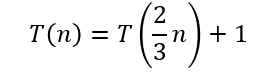 T(n) = T(2/3 n) + 1